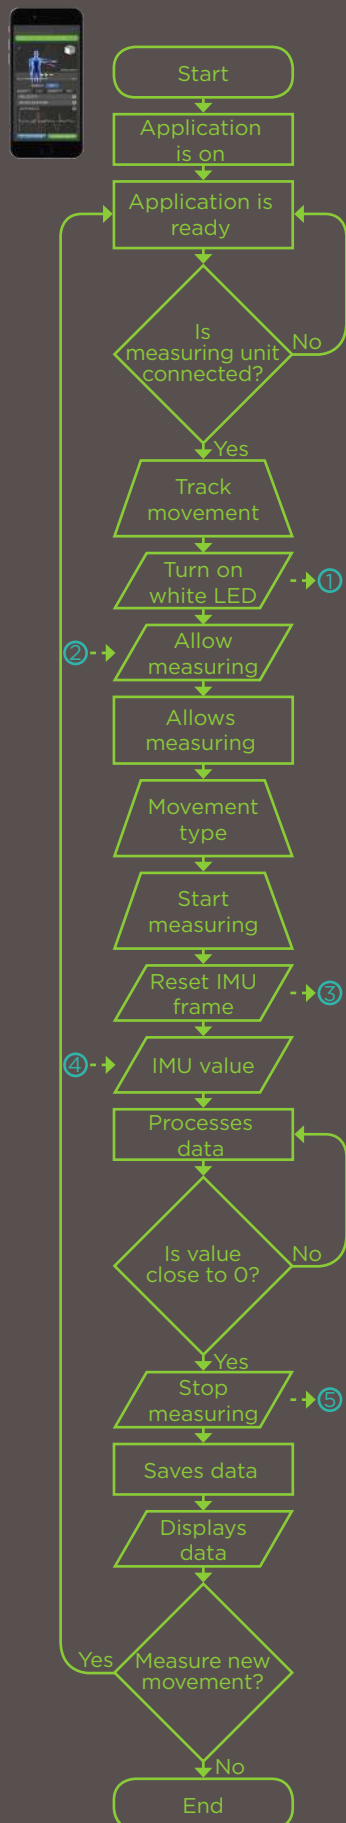 Start
Application
is on
Application is
ready
Is
measuring unit
connected?
No
Yes
Track
movement
Turn on
white LED
1
2
Allow
measuring
Allows
measuring
Movement
type
Start
measuring
Reset IMU
frame
3
4
IMU value
Processes
data
Is value
close to 0?
No
Yes
Stop
measuring
5
Saves data
Displays
data
Yes
Measure new
movement?
No
End